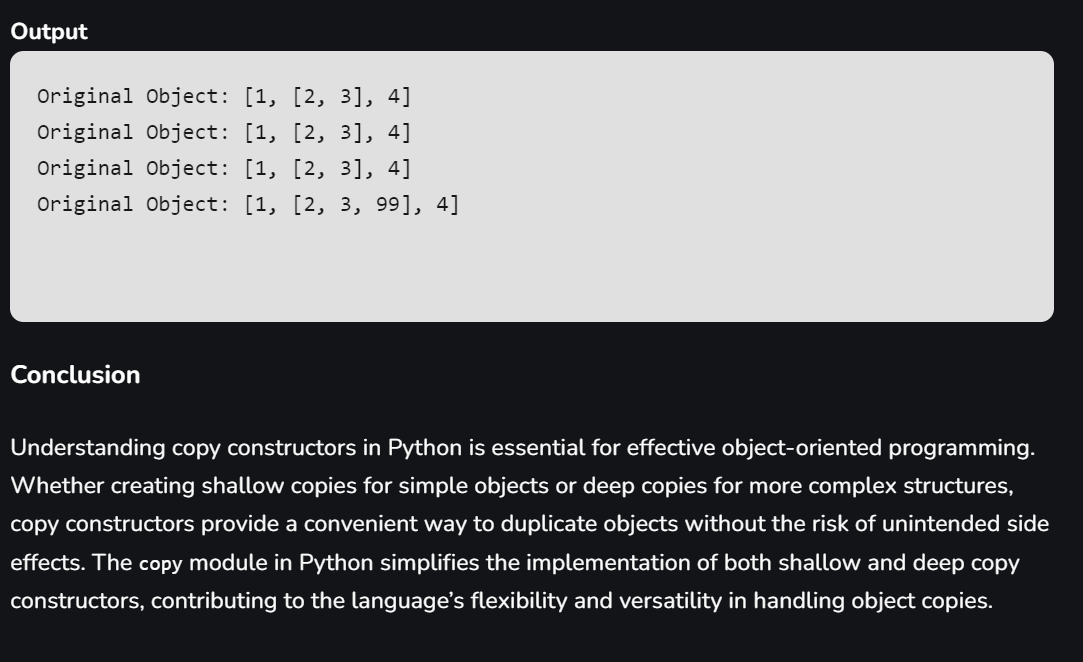 Output
Original Object: [1, [2, 3], 4]
Original Object: [1, [2, 3], 4]
Original Object: [1, [2, 3], 4]
Original Object: [1, [2, 3, 99], 4]
Conclusion
Understanding copy constructors in Python is essential for effective object-oriented programming.
Whether creating shallow copies for simple objects or deep copies for more complex structures,
copy constructors provide a convenient way to duplicate objects without the risk of unintended side
effects. The copy module in Python simplifies the implementation of both shallow and deep copy
constructors, contributing to the language’s flexibility and versatility in handling object copies.